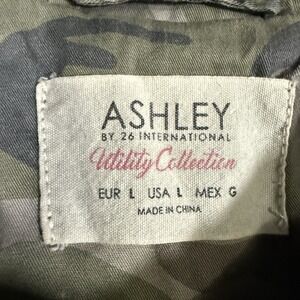 ASHLEY
BY 26 INTERNATIONAL
Utility Collection
EUR L USA L MEX G
MADE IN CHINA